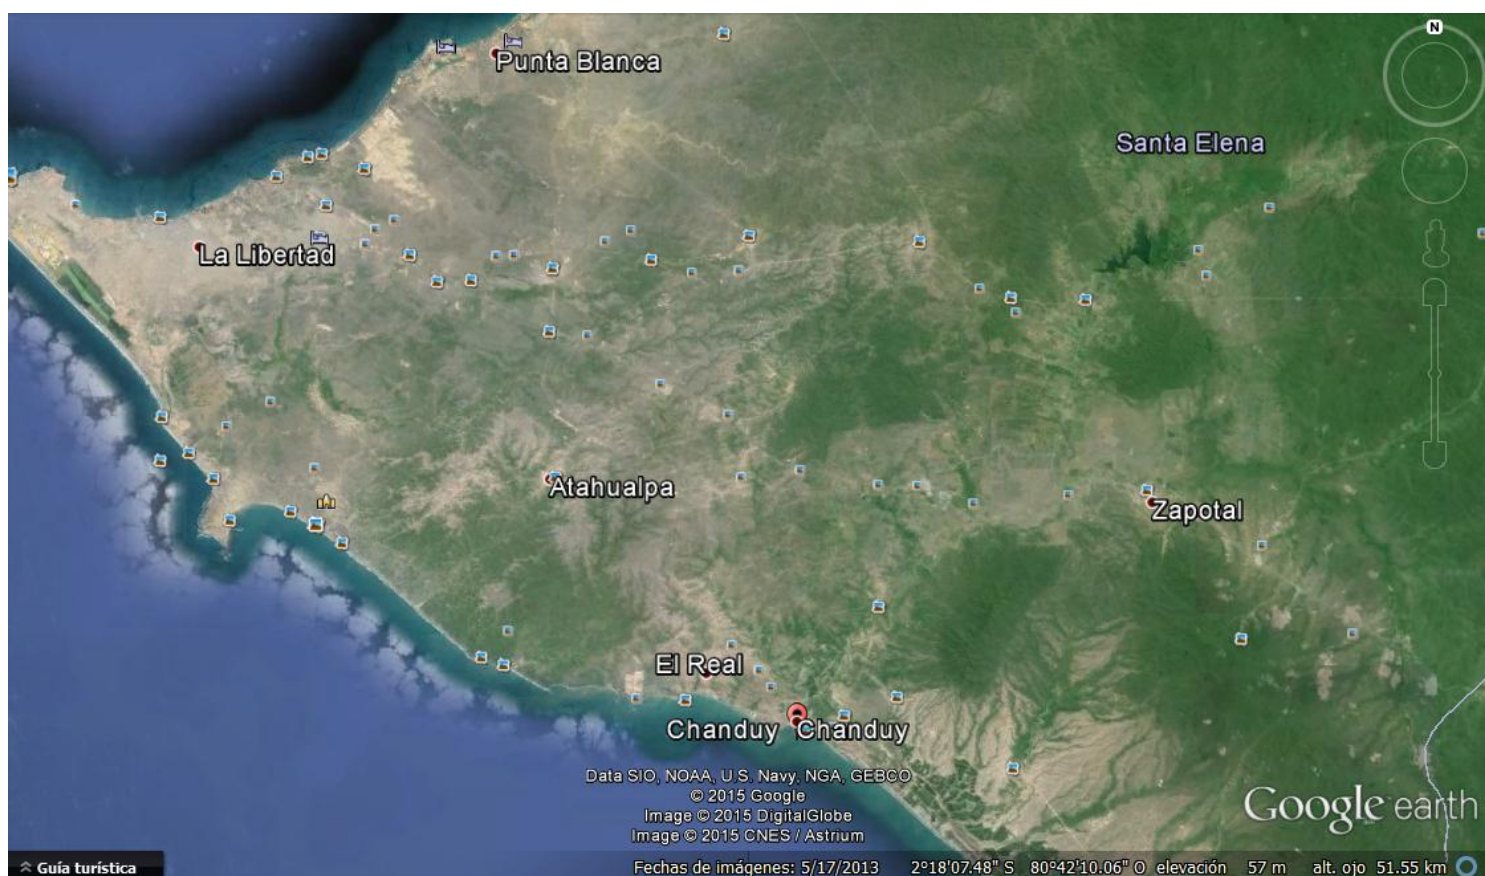 N
Punta Blanca
Santa Elena
La Libertad
Atahualpa
Zapotal
El Real
Chanduy Chanduy
Data SIO, NOAA, U.S. Navy, NGA, GEBCO
© 2015 Google
Image © 2015 DigitalGlobe
Image © 2015 CNES / Astrium
Google earth
Guía turística
Fechas de imágenes: 5/17/2013 2°18'07.48" S 80°42'10.06" O elevación 57 m alt. ojo 51.55 km